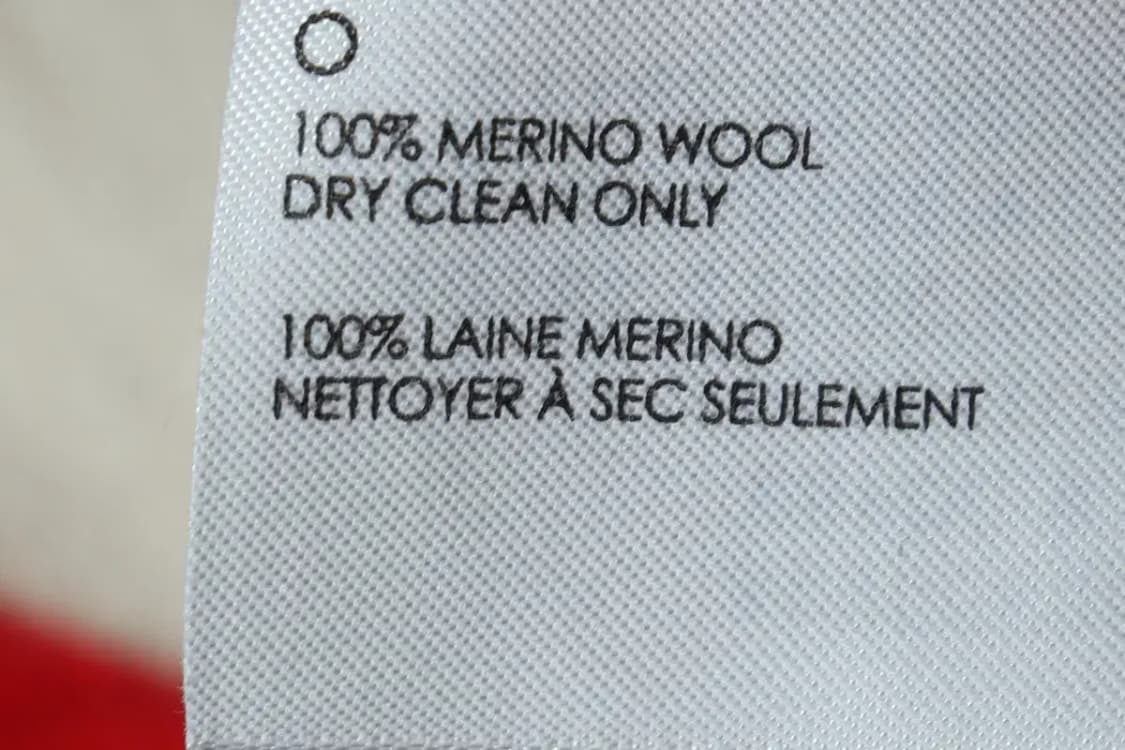 100% MERINO WOOL
DRY CLEAN ONLY
100% LAINE MERINO
NETTOYER À SEC SEULEMENT